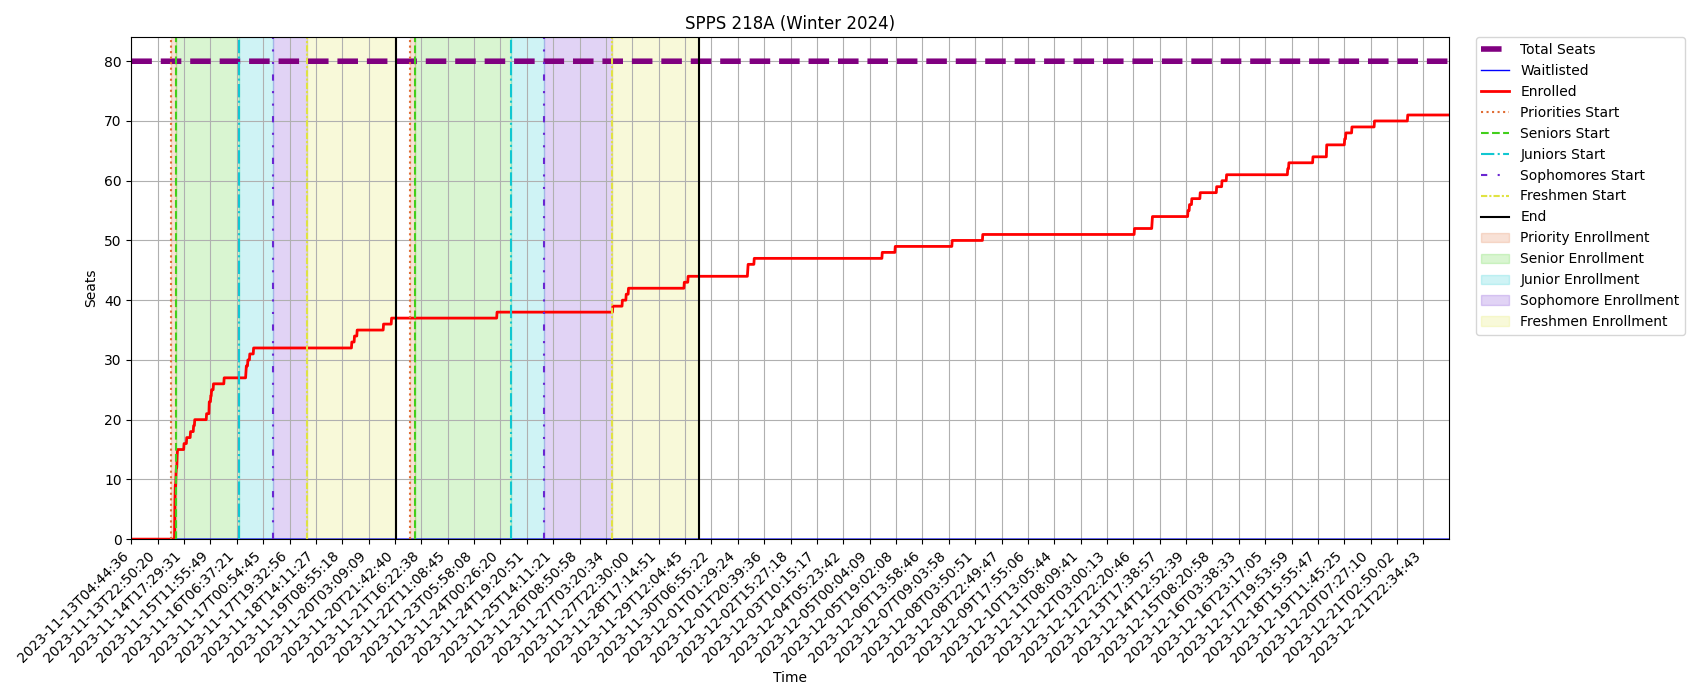 SPPS 218A (Winter 2024)
Seats
80
70
60
50
40
30
20
10
0
2023-11-13T04:44:36
2023-11-13T22:50:20
2023-11-14T17:29:31
2023-11-15T11:55:49
2023-11-16T06:37:21
2023-11-17T00:54:45
2023-11-17T19:32:56
2023-11-18T14:11:27
2023-11-19T08:55:18
2023-11-20T03:09:09
2023-11-20T21:42:40
2023-11-21T16:22:38
2023-11-22T11:08:45
2023-11-23T05:58:08
2023-11-24T00:26:20
2023-11-24T19:20:51
2023-11-25T14:11:21
2023-11-26T08:50:58
2023-11-27T03:20:34
2023-11-27T22:30:00
2023-11-28T17:14:51
2023-11-29T12:04:45
2023-11-30T06:55:22
2023-12-01T01:29:24
2023-12-01T20:39:36
2023-12-02T15:27:18
2023-12-03T10:15:17
2023-12-04T05:23:42
2023-12-05T00:04:09
2023-12-05T19:02:08
2023-12-06T13:58:46
2023-12-07T09:03:58
2023-12-08T03:50:51
2023-12-08T22:49:47
2023-12-09T17:55:06
2023-12-10T13:05:44
2023-12-11T08:09:41
2023-12-12T03:00:13
2023-12-12T22:20:46
2023-12-13T17:38:57
2023-12-14T12:52:39
2023-12-15T08:20:58
2023-12-16T03:38:33
2023-12-16T23:17:05
2023-12-17T19:53:59
2023-12-18T15:55:47
2023-12-19T11:45:25
2023-12-20T07:27:10
2023-12-21T02:50:02
2023-12-21T22:34:43
Time
Total Seats
Waitlisted
Enrolled
Priorities Start
Seniors Start
Juniors Start
Sophomores Start
Freshmen Start
End
Priority Enrollment
Senior Enrollment
Junior Enrollment
Sophomore Enrollment
Freshmen Enrollment